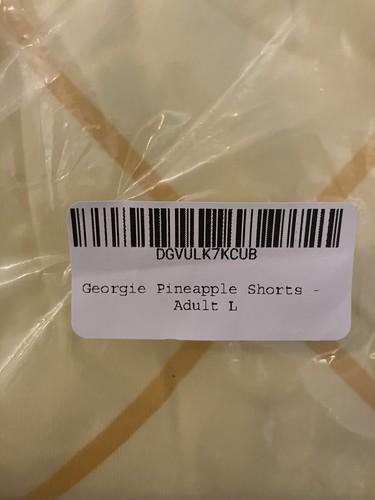 DGVULK7KCUB
Georgie Pineapple Shorts -
Adult L